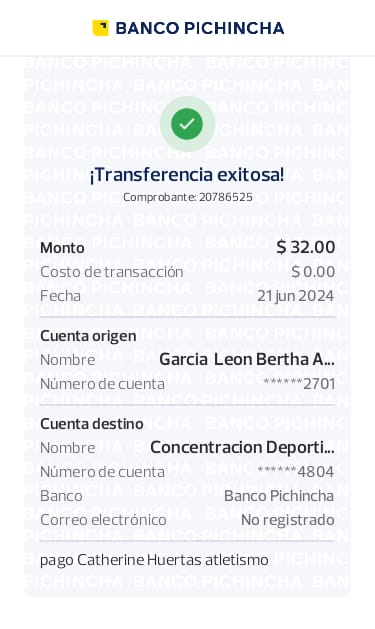 BANCO PICHINCHA
¡Transferencia exitosa!
Comprobante: 20786525
Monto $ 32.00
Costo de transacción $ 0.00
Fecha 21 jun 2024
Cuenta origen
Nombre Garcia Leon Bertha A...
Número de cuenta ******2701
Cuenta destino
Nombre Concentracion Deporti...
Número de cuenta ******4804
Banco Banco Pichincha
Correo electrónico No registrado
pago Catherine Huertas atletismo